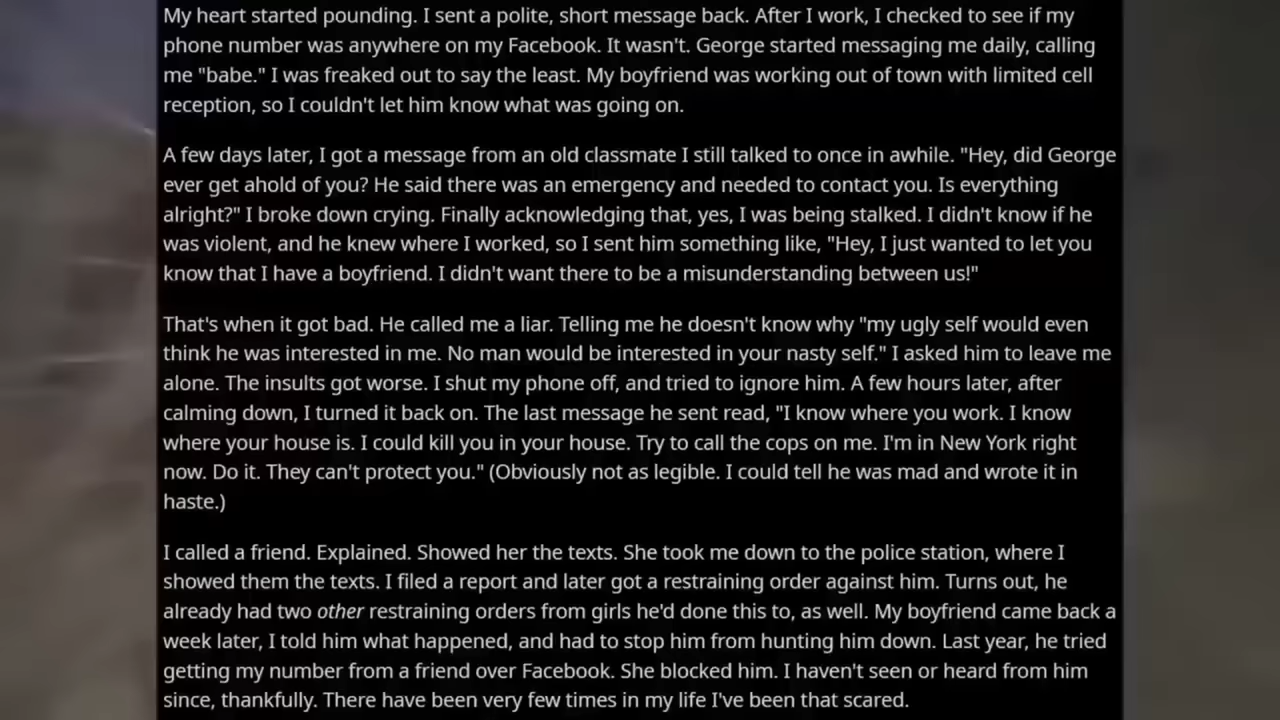 My heart started pounding. I sent a polite, short message back. After I work, I checked to see if my
phone number was anywhere on my Facebook. It wasn't. George started messaging me daily, calling
me "babe." I was freaked out to say the least. My boyfriend was working out of town with limited cell
reception, so I couldn't let him know what was going on.
A few days later, I got a message from an old classmate I still talked to once in awhile. "Hey, did George
ever get ahold of you? He said there was an emergency and needed to contact you. Is everything
alright?" I broke down crying. Finally acknowledging that, yes, I was being stalked. I didn't know if he
was violent, and he knew where I worked, so I sent him something like, "Hey, I just wanted to let you
know that I have a boyfriend. I didn't want there to be a misunderstanding between us!"
That's when it got bad. He called me a liar. Telling me he doesn't know why "my ugly self would even
think he was interested in me. No man would be interested in your nasty self." I asked him to leave me
alone. The insults got worse. I shut my phone off, and tried to ignore him. A few hours later, after
calming down, I turned it back on. The last message he sent read, "I know where you work. I know
where your house is. I could kill you in your house. Try to call the cops on me. I'm in New York right
now. Do it. They can't protect you." (Obviously not as legible. I could tell he was mad and wrote it in
haste.)
I called a friend. Explained. Showed her the texts. She took me down to the police station, where I
showed them the texts. I filed a report and later got a restraining order against him. Turns out, he
already had two other restraining orders from girls he'd done this to, as well. My boyfriend came back a
week later, I told him what happened, and had to stop him from hunting him down. Last year, he tried
getting my number from a friend over Facebook. She blocked him. I haven't seen or heard from him
since, thankfully. There have been very few times in my life I've been that scared.